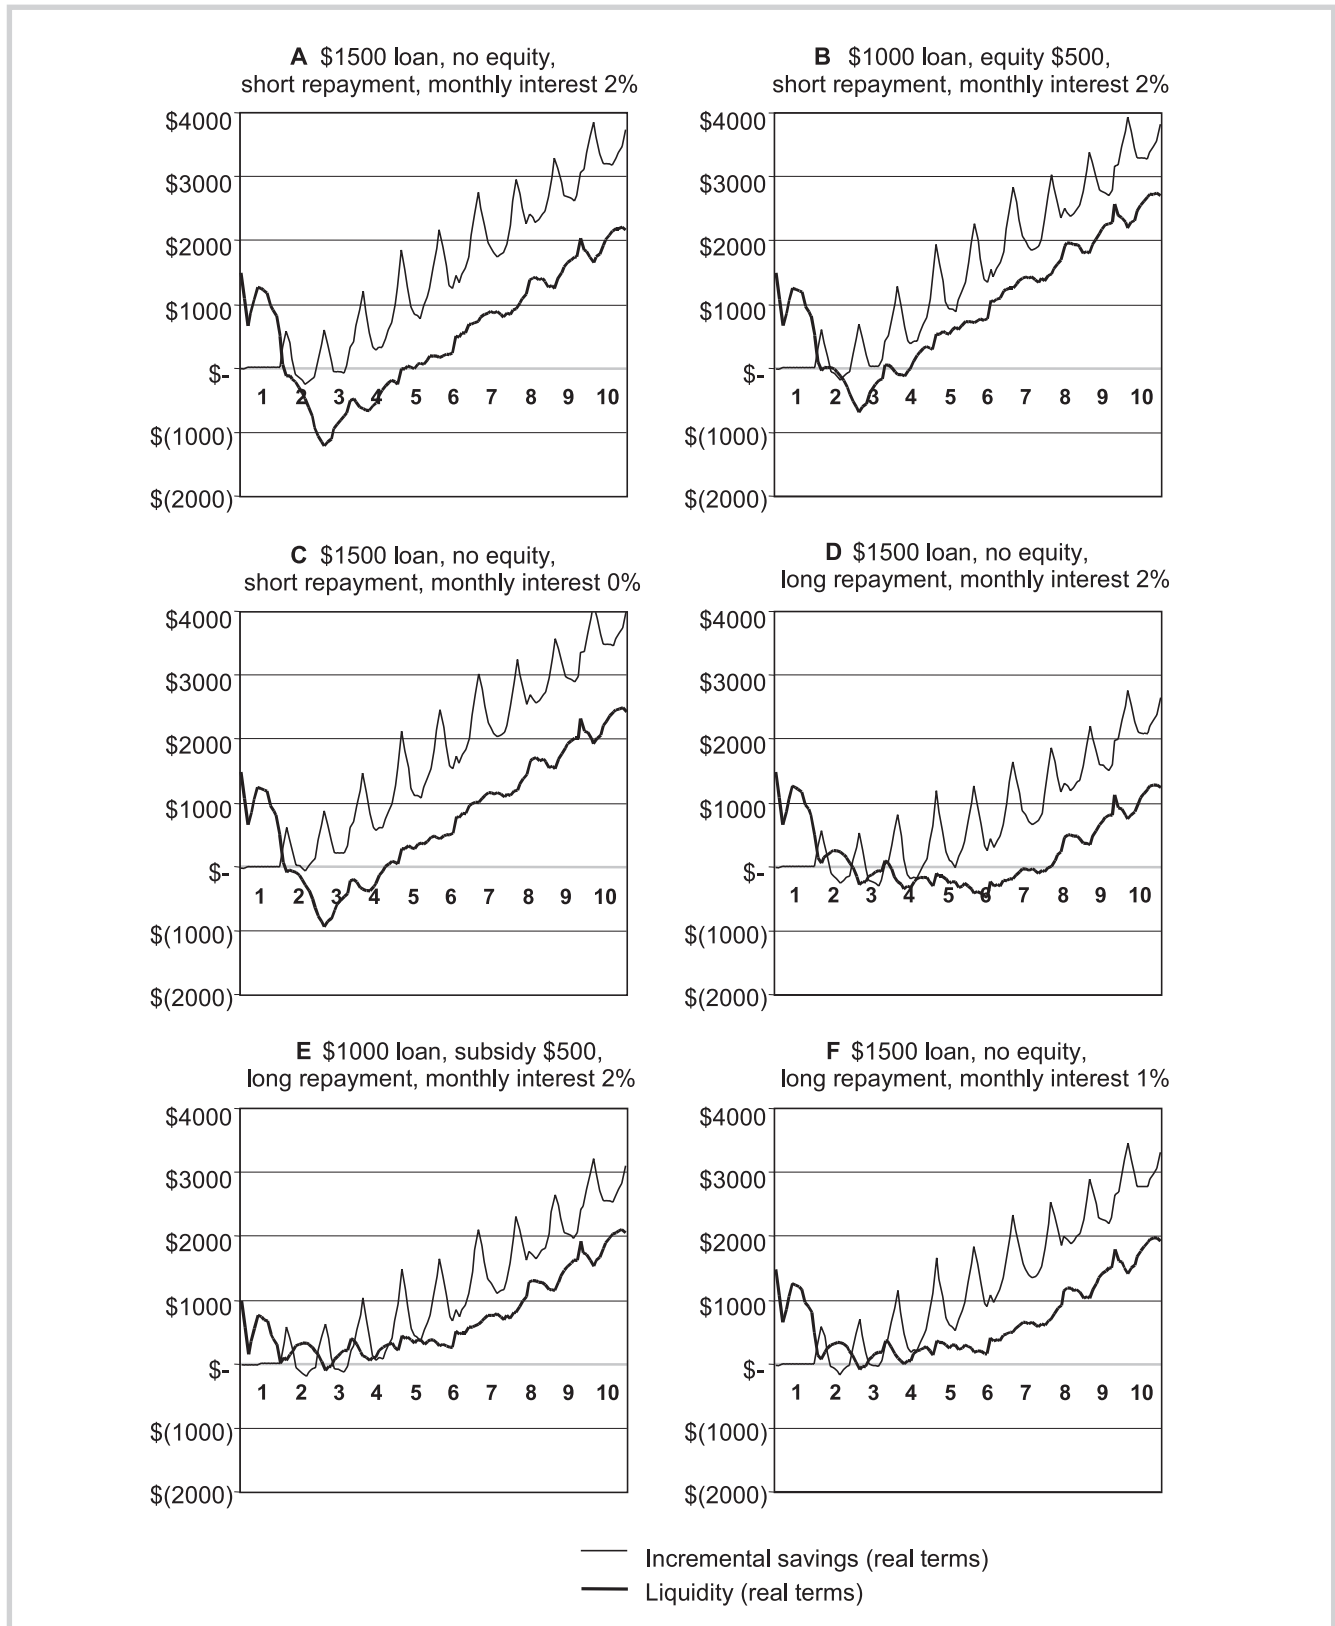 A $1500 loan, no equity,
short repayment, monthly interest 2%
$4000
$3000
$2000
$1000
$-
$(1000)
$(2000)
1 2 3 4 5 6 7 8 9 10
B $1000 loan, equity $500,
short repayment, monthly interest 2%
$4000
$3000
$2000
$1000
$-
$(1000)
$(2000)
1 2 3 4 5 6 7 8 9 10
C $1500 loan, no equity,
short repayment, monthly interest 0%
$4000
$3000
$2000
$1000
$-
$(1000)
$(2000)
1 2 3 4 5 6 7 8 9 10
D $1500 loan, no equity,
long repayment, monthly interest 2%
$4000
$3000
$2000
$1000
$-
$(1000)
$(2000)
1 2 3 4 5 6 7 8 9 10
E $1000 loan, subsidy $500,
long repayment, monthly interest 2%
$4000
$3000
$2000
$1000
$-
$(1000)
$(2000)
1 2 3 4 5 6 7 8 9 10
F $1500 loan, no equity,
long repayment, monthly interest 1%
$4000
$3000
$2000
$1000
$-
$(1000)
$(2000)
1 2 3 4 5 6 7 8 9 10
Incremental savings (real terms)
Liquidity (real terms)